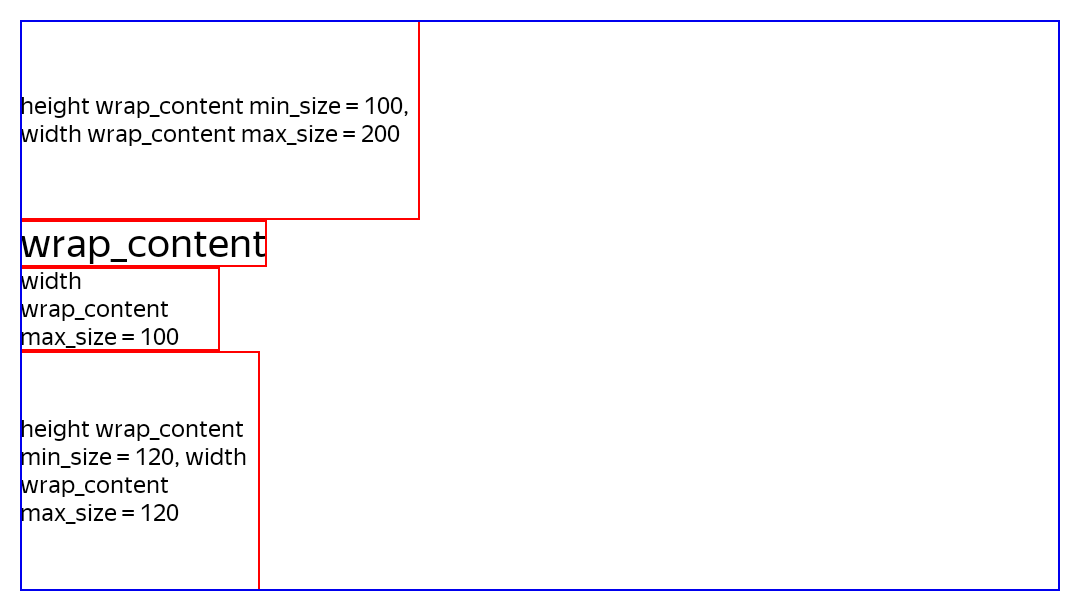 height wrap_content min_size = 100,
width wrap_content max_size = 200
wrap_content
width
wrap_content
max_size = 100
height wrap_content
min_size = 120, width
wrap_content
max_size = 120